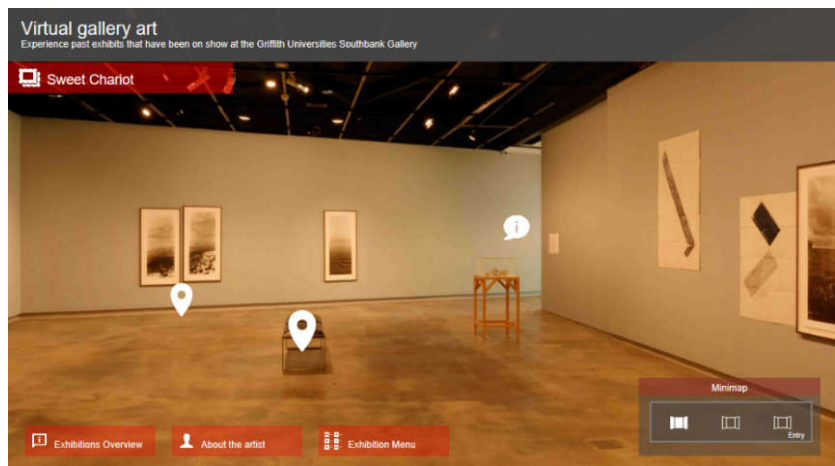 Virtual gallery art
Experience past exhibits that have been on show at the Griffith Universities Southbank Gallery
Sweet Chariot
Minimap
Entry
Exhibitions Overview
About the artist
Exhibition Menu